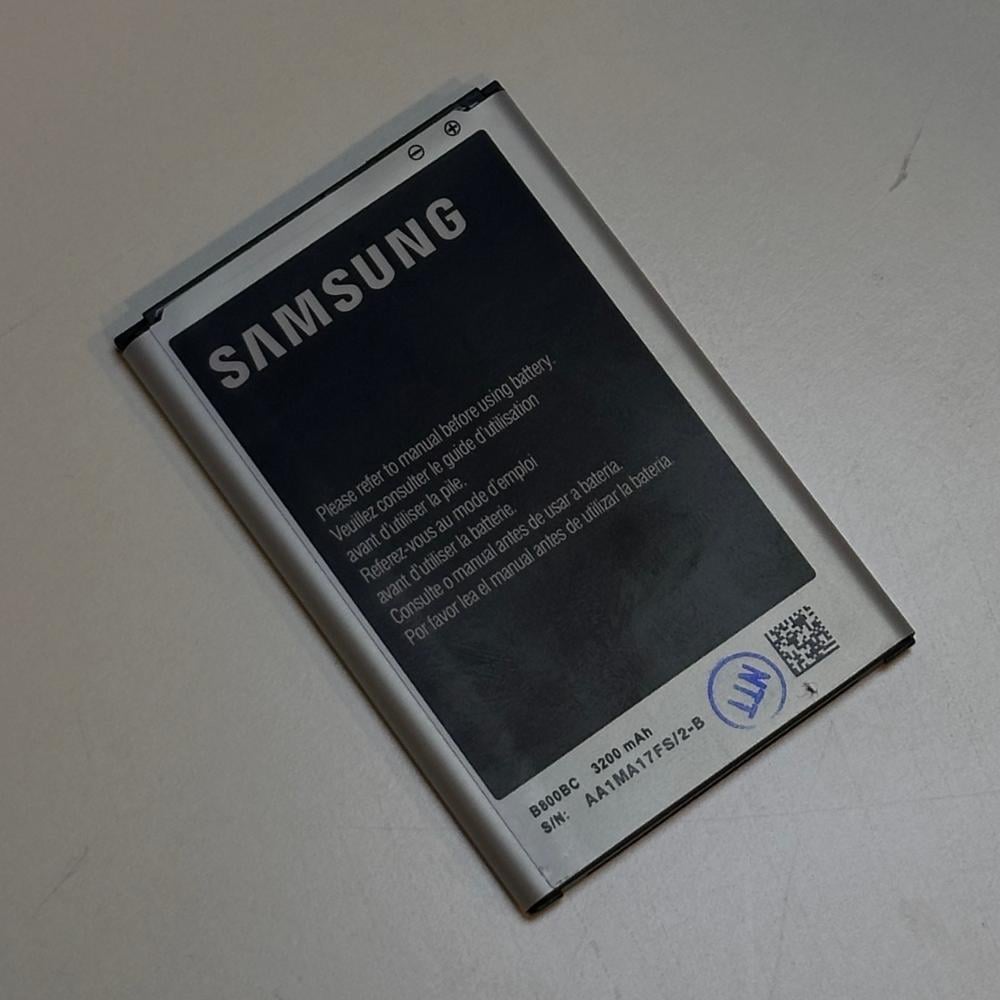 SAMSUNG
Please refer to manual before using battery.
Veuillez consulter le guide d'utilisation
avant d'utiliser la pile.
Referez-vous au mode d'emploi
avant d'utiliser la batterie.
Consulte o manual antes de usar a bateria.
Por favor lea el manual antes de utilizar la bateria.
B800BC 3200 mAh
S/N: AA1MA17FS/2-B
NTT